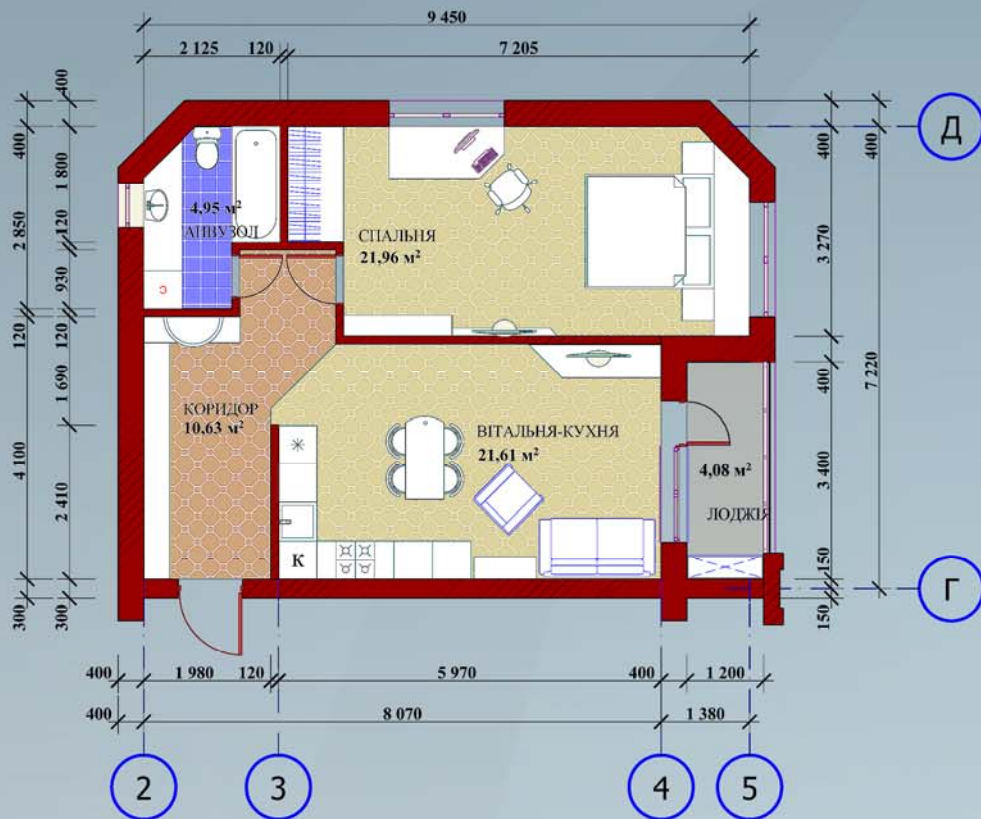 9 450
2 125
120
7 205
400
400
1 800
120
2 850
930
120
120
1 690
4 100
2 410
300
300
400
400
3 270
7 220
400
3 400
150
150
Д
Г
4,95 м²
АНВУЗОЛ
СПАЛЬНЯ
21,96 м²
С
КОРИДОР
10,63 м²
ВІТАЛЬНЯ-КУХНЯ
21,61 м²
4,08 м²
ЛОДЖІЯ
К
400
1 980
120
5 970
400
1 200
400
8 070
1 380
2
3
4
5